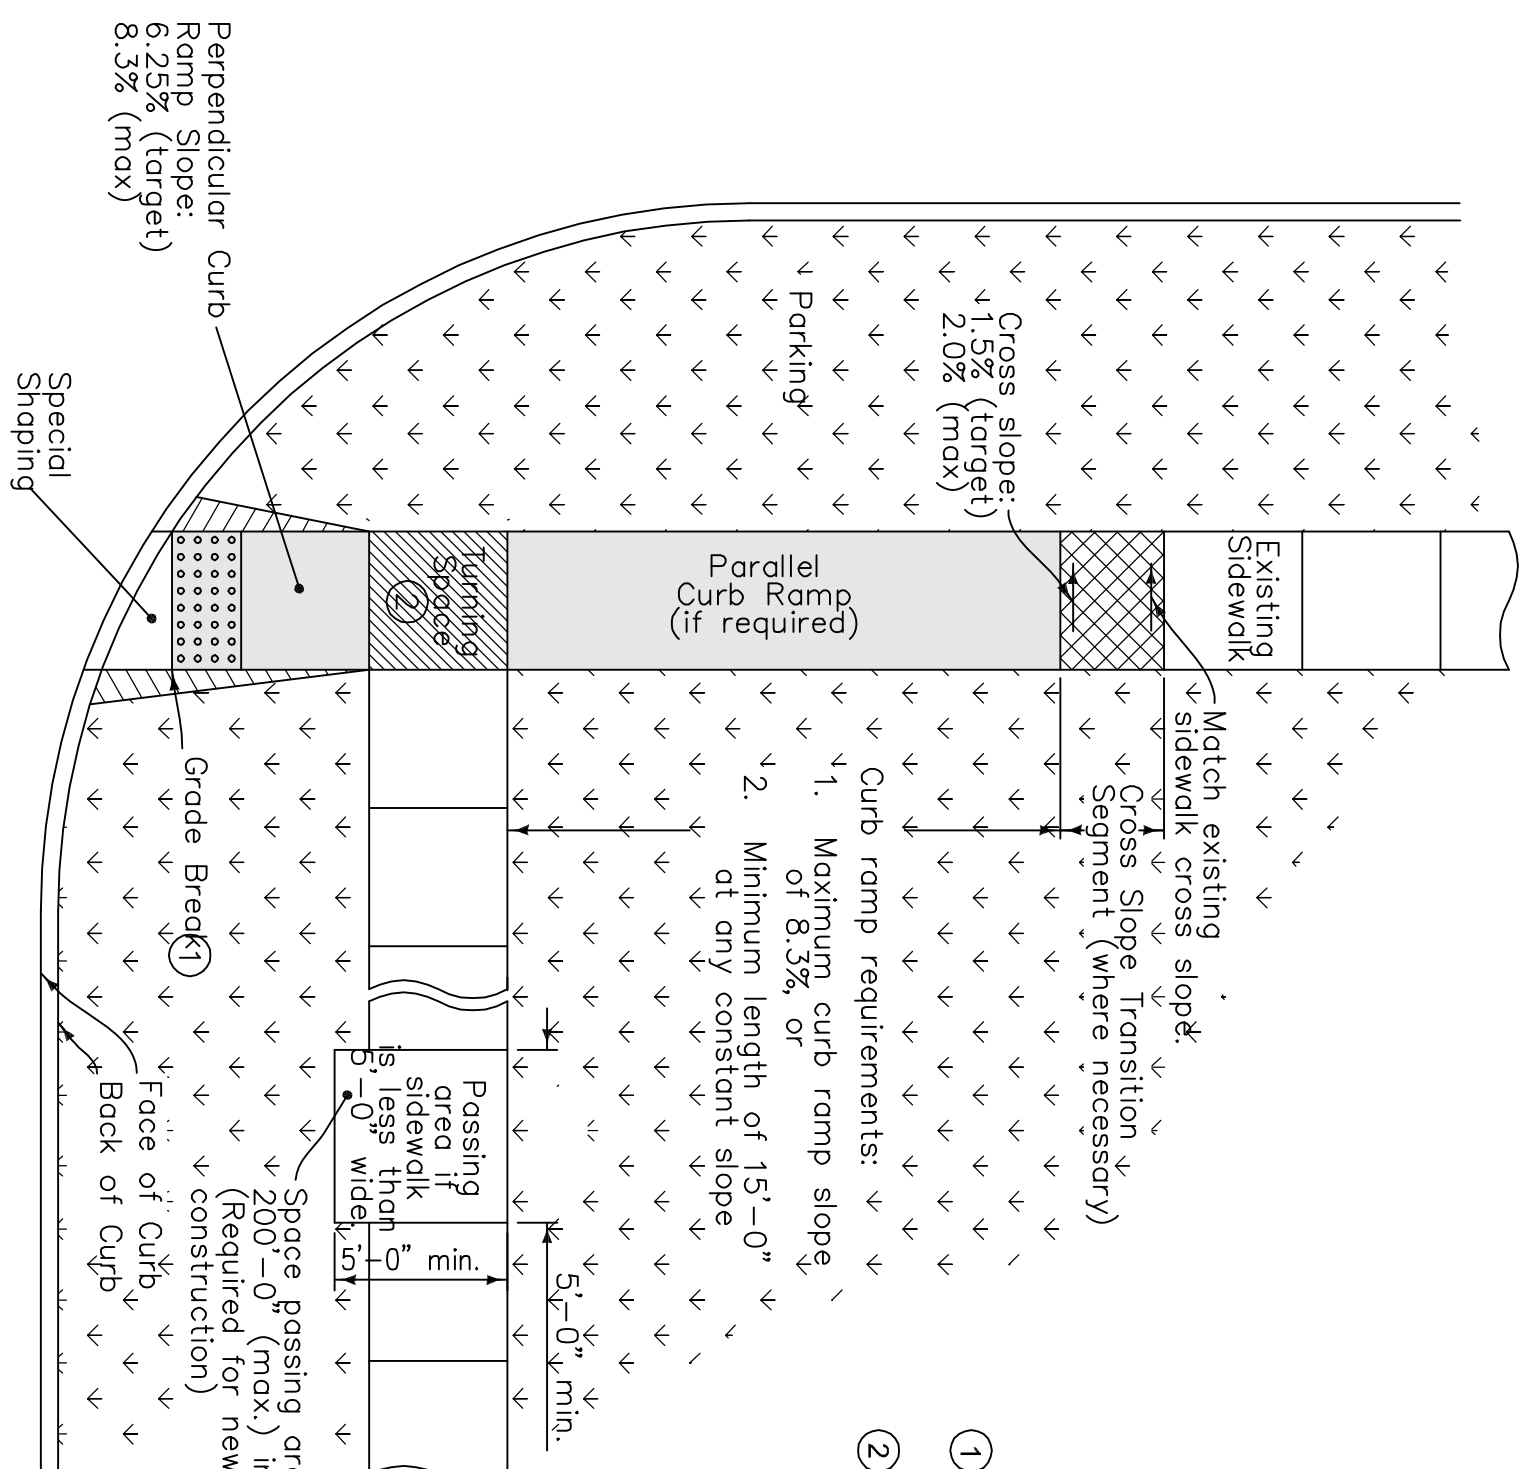 Perpendicular Curb
Ramp Slope:
6.25% (target)
8.3% (max)
Special
Shaping
Parking
Cross slope:
1.5% (target)
2.0% (max)
Existing
Sidewalk
Parallel
Curb Ramp
(if required)
Turning
Space
2
Match existing
sidewalk cross slope.
Cross Slope Transition
Segment (where necessary)
Curb ramp requirements:
1. Maximum curb ramp slope
of 8.3%, or
2. Minimum length of 15'-0"
at any constant slope
Grade Break
1
Face of Curb
Back of Curb
Passing
area if
sidewalk
is less than
5'-0" wide.
5'-0" min.
5'-0" min.
Space passing
200'-0" (max.)
(Required for new
construction)
1
2